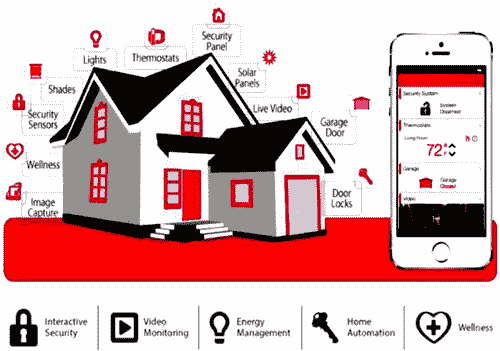 Security
Panel
Lights
Thermostats
Solar
Panels
Shades
Live Video
Security
Sensors
Garage
Door
Wellness
Image
Capture
Door
Locks
Security System
System
Disarmed
Thermostats
Living Room
72°
Garage
Garage
Closed
Video
Interactive
Security
Video
Monitoring
Energy
Management
Home
Automation
Wellness